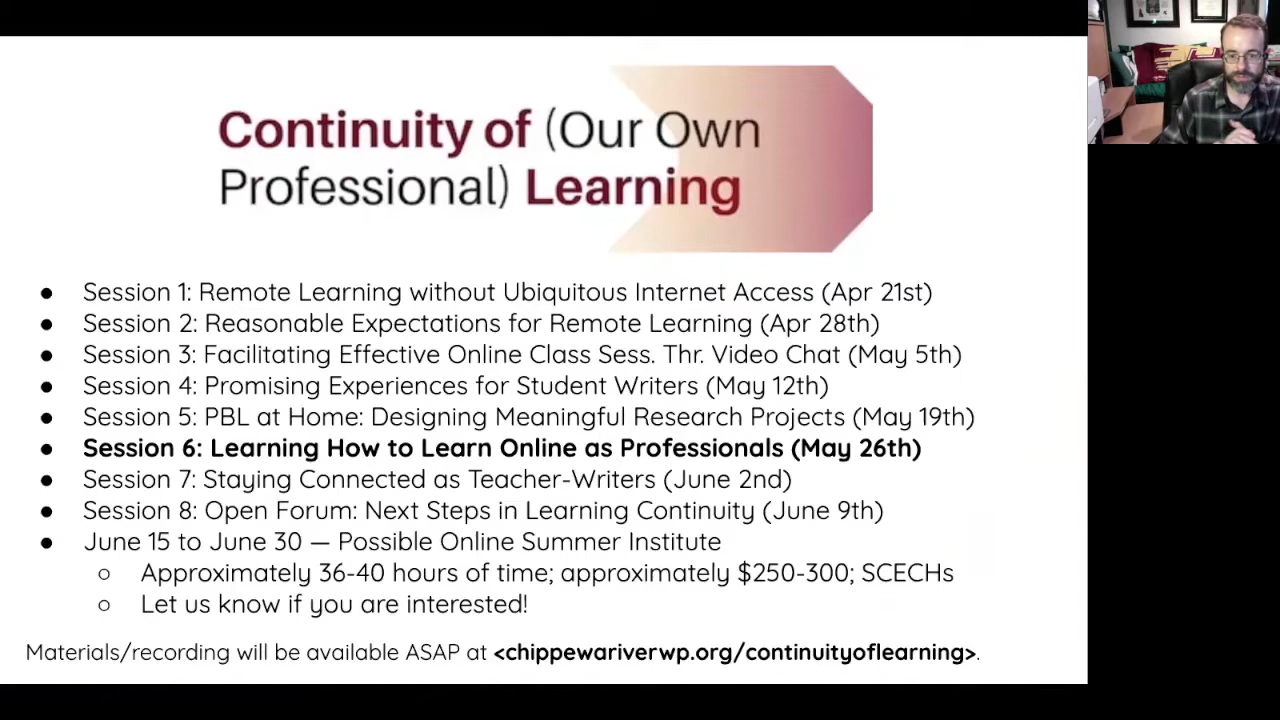 Continuity of (Our Own
Professional) Learning
● Session 1: Remote Learning without Ubiquitous Internet Access (Apr 21st)
● Session 2: Reasonable Expectations for Remote Learning (Apr 28th)
● Session 3: Facilitating Effective Online Class Sess. Thr. Video Chat (May 5th)
● Session 4: Promising Experiences for Student Writers (May 12th)
● Session 5: PBL at Home: Designing Meaningful Research Projects (May 19th)
● Session 6: Learning How to Learn Online as Professionals (May 26th)
● Session 7: Staying Connected as Teacher-Writers (June 2nd)
● Session 8: Open Forum: Next Steps in Learning Continuity (June 9th)
● June 15 to June 30 — Possible Online Summer Institute
○ Approximately 36-40 hours of time; approximately $250-300; SCECHs
○ Let us know if you are interested!
Materials/recording will be available ASAP at <chippewariverwp.org/continuityoflearning>.